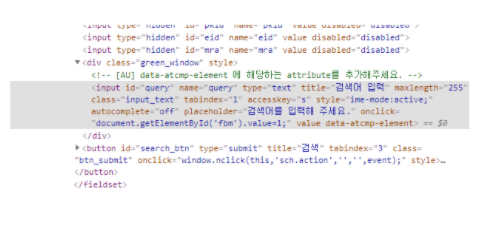 <input type="hidden" id="pkid" name="pkid" value disabled="disabled">
<input type="hidden" id="eid" name="eid" value disabled="disabled">
<input type="hidden" id="mra" name="mra" value disabled="disabled">
▼<div class="green_window" style>
<!-- [AU] data-atcmp-element 에 해당하는 attribute를 추가해주세요. -->
<input id="query" name="query" type="text" title="검색어 입력" maxlength="255"
class="input_text" tabindex="1" accesskey="s" style="ime-mode:active;"
autocomplete="off" placeholder="검색어를 입력해 주세요." onclick=
"document.getElementById('fbm').value=1;" value data-atcmp-element> == $0
</div>
▶<button id="search_btn" type="submit" title="검색" tabindex="3" class=
"btn_submit" onclick="window.nclick(this,'sch.action','','',event);" style>…
</button>
</fieldset>